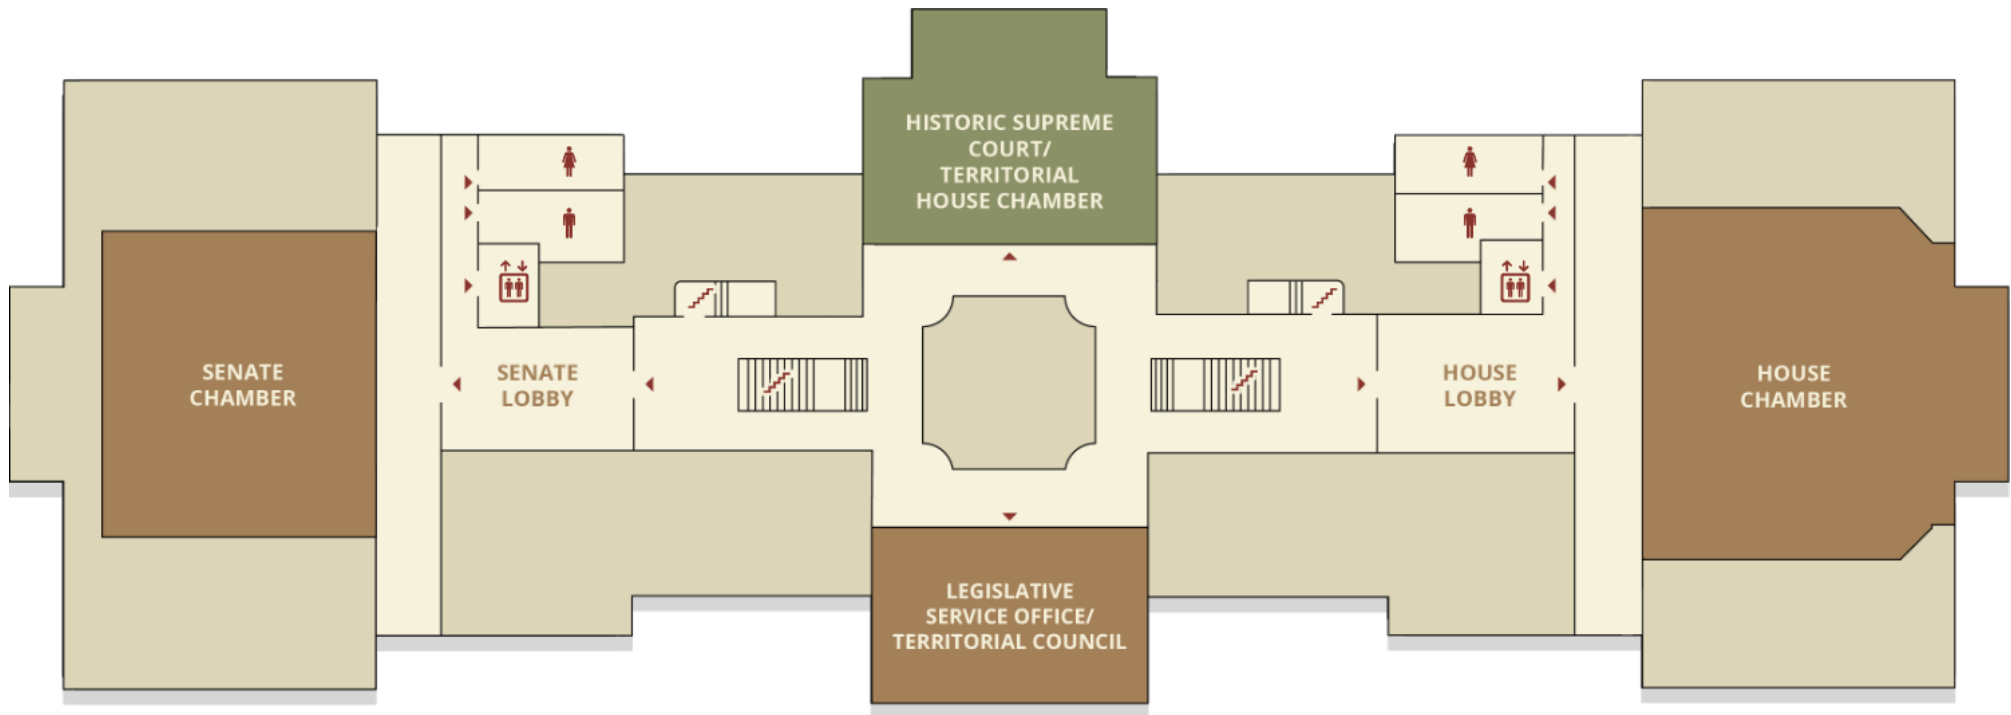 HISTORIC SUPREME
COURT/
TERRITORIAL
HOUSE CHAMBER
SENATE
CHAMBER
SENATE
LOBBY
HOUSE
LOBBY
HOUSE
CHAMBER
LEGISLATIVE
SERVICE OFFICE/
TERRITORIAL COUNCIL